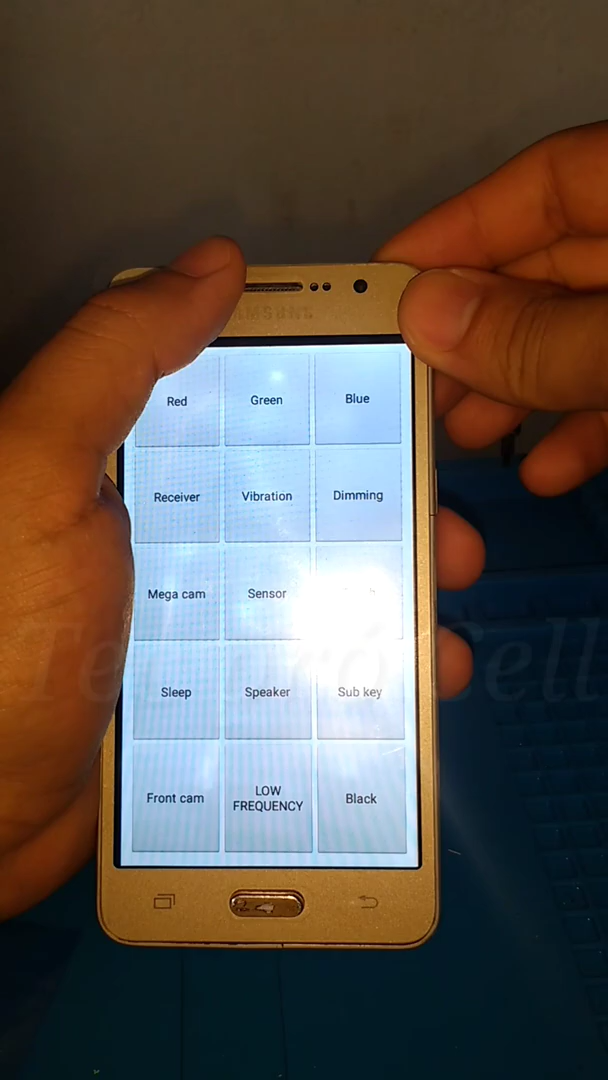 SAMSUNG
Red
Green
Blue
Receiver
Vibration
Dimming
Mega cam
Sensor
Sleep
Speaker
Sub key
Front cam
LOW
FREQUENCY
Black